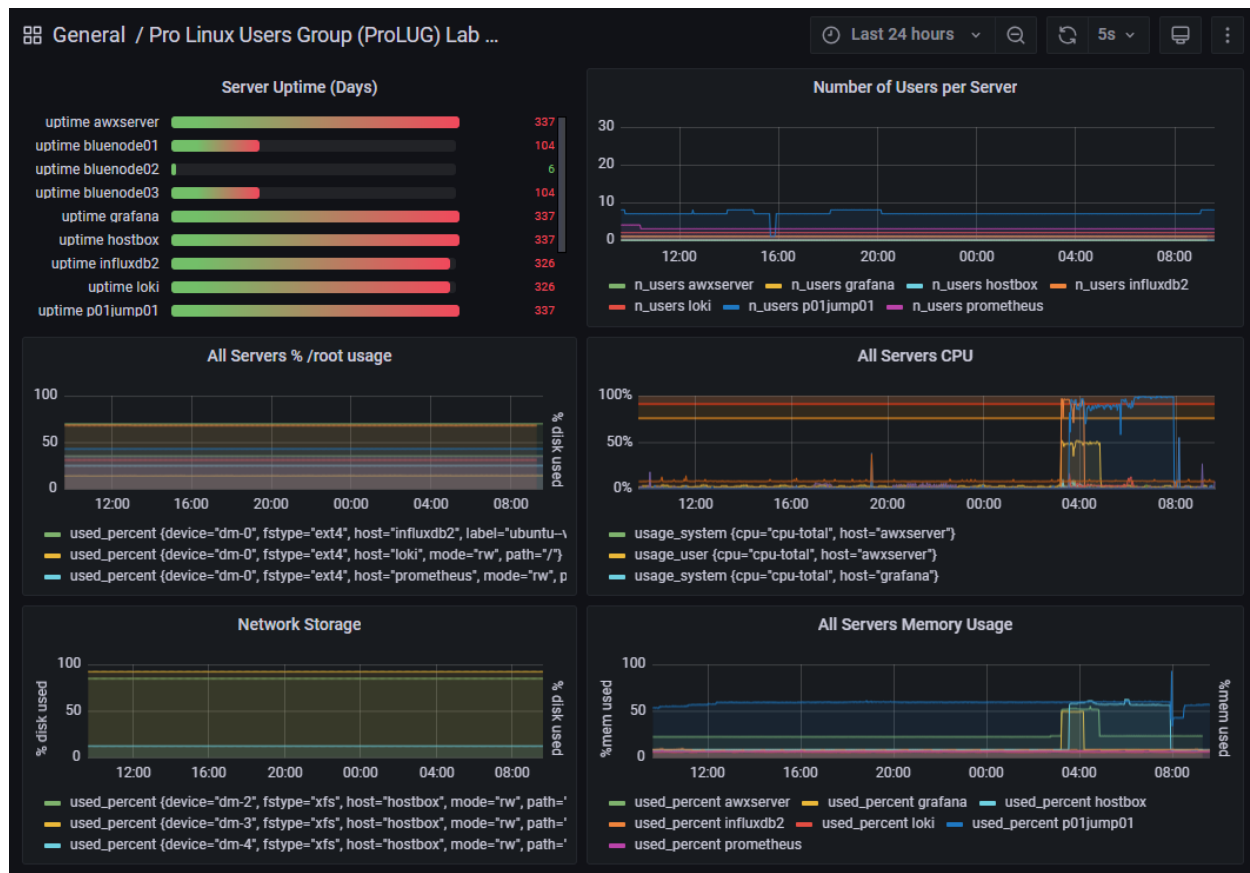 General / Pro Linux Users Group (ProLUG) Lab ...
Last 24 hours
5s
Server Uptime (Days)
uptime awxserver 337
uptime bluenode01 104
uptime bluenode02 6
uptime bluenode03 104
uptime grafana 337
uptime hostbox 337
uptime influxdb2 326
uptime loki 326
uptime p01jump01 337
Number of Users per Server
30
20
10
0
12:00 16:00 20:00 00:00 04:00 08:00
n_users awxserver n_users grafana n_users hostbox n_users influxdb2
n_users loki n_users p01jump01 n_users prometheus
All Servers % /root usage
100
50
0
% disk used
12:00 16:00 20:00 00:00 04:00 08:00
used_percent {device="dm-0", fstype="ext4", host="influxdb2", label="ubuntu--v
used_percent {device="dm-0", fstype="ext4", host="loki", mode="rw", path="/"}
used_percent {device="dm-0", fstype="ext4", host="prometheus", mode="rw", p
All Servers CPU
100%
50%
0%
12:00 16:00 20:00 00:00 04:00 08:00
usage_system {cpu="cpu-total", host="awxserver"}
usage_user {cpu="cpu-total", host="awxserver"}
usage_system {cpu="cpu-total", host="grafana"}
Network Storage
% disk used
100
50
0
% disk used
12:00 16:00 20:00 00:00 04:00 08:00
used_percent {device="dm-2", fstype="xfs", host="hostbox", mode="rw", path="
used_percent {device="dm-3", fstype="xfs", host="hostbox", mode="rw", path="
used_percent {device="dm-4", fstype="xfs", host="hostbox", mode="rw", path="
All Servers Memory Usage
%mem used
100
50
0
%mem used
12:00 16:00 20:00 00:00 04:00 08:00
used_percent awxserver used_percent grafana used_percent hostbox
used_percent influxdb2 used_percent loki used_percent p01jump01
used_percent prometheus